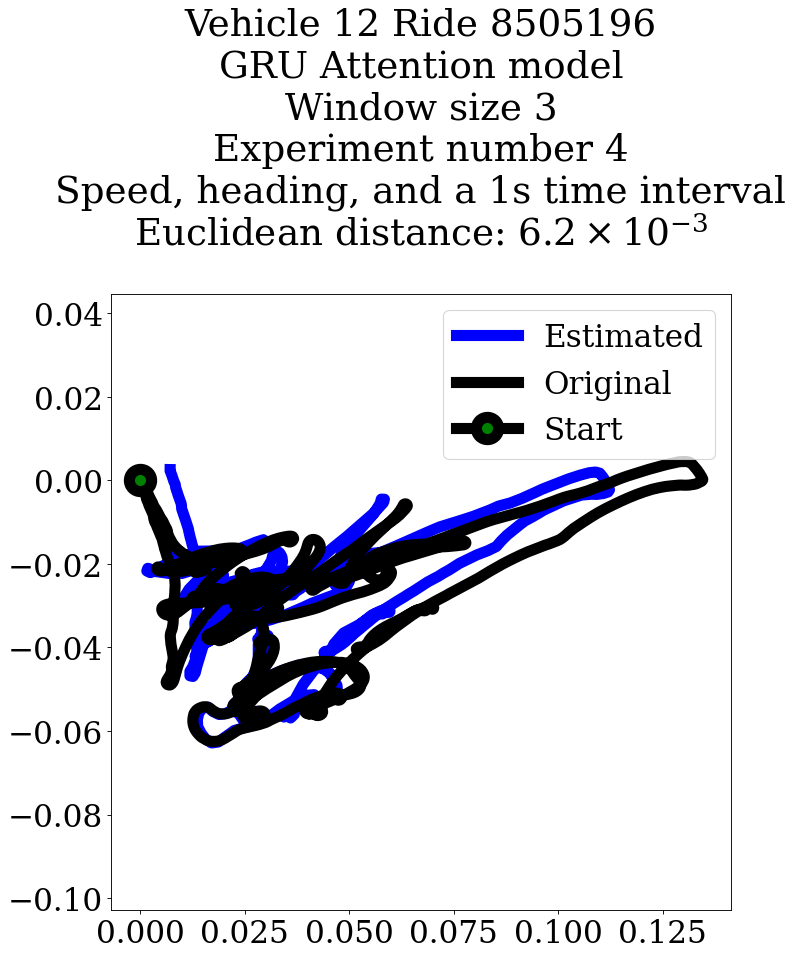 Vehicle 12 Ride 8505196
GRU Attention model
Window size 3
Experiment number 4
Speed, heading, and a 1s time interval
Euclidean distance: 6.2 × 10⁻³
Estimated
Original
Start
0.04
0.02
0.00
−0.02
−0.04
−0.06
−0.08
−0.10
0.000 0.025 0.050 0.075 0.100 0.125